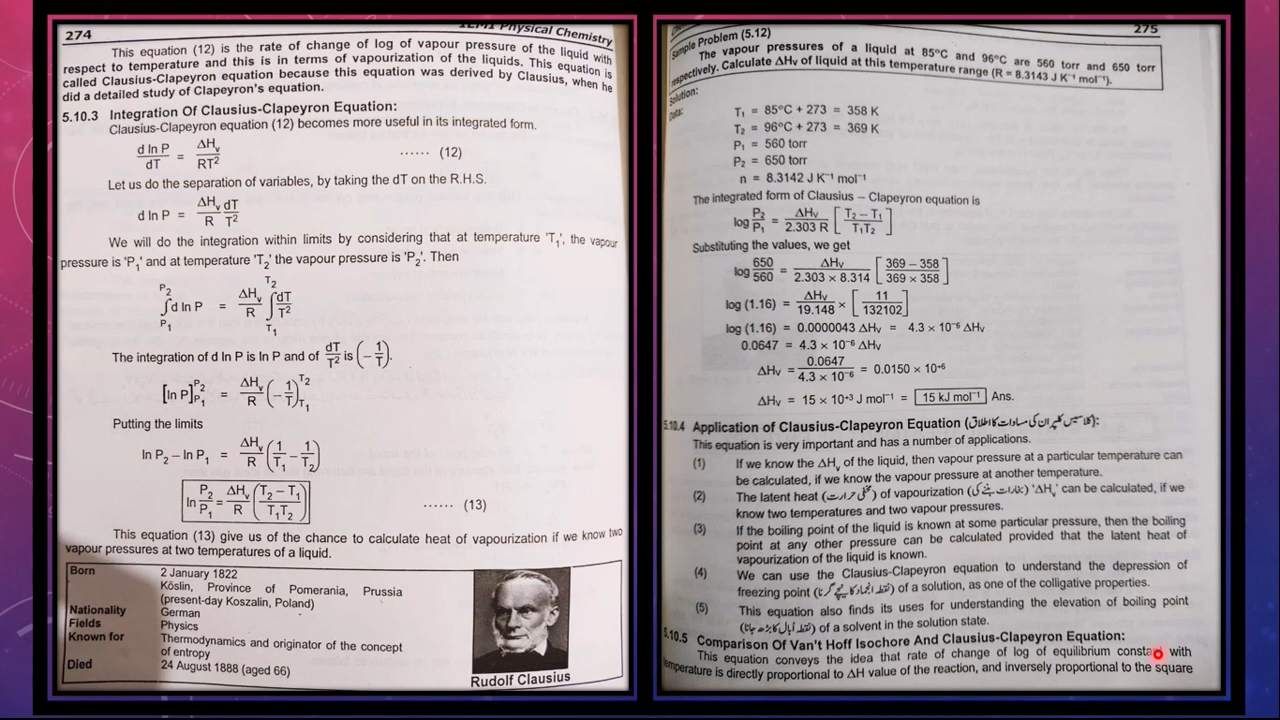 274
ILMI Physical Chemistry
This equation (12) is the rate of change of log of vapour pressure of the liquid with
respect to temperature and this is in terms of vapourization of the liquids. This equation is
called Clausius-Clapeyron equation because this equation was derived by Clausius, when he
did a detailed study of Clapeyron's equation.
5.10.3 Integration Of Clausius-Clapeyron Equation:
Clausius-Clapeyron equation (12) becomes more useful in its integrated form.
d ln P / dT = ΔHv / RT² ...... (12)
Let us do the separation of variables, by taking the dT on the R.H.S.
d ln P = ΔHv/R dT/T²
We will do the integration within limits by considering that at temperature 'T₁', the vapour
pressure is 'P₁' and at temperature 'T₂' the vapour pressure is 'P₂'. Then
P₂ T₂
∫d ln P = ΔHv/R ∫dT/T²
P₁ T₁
The integration of d ln P is ln P and of dT/T² is (−1/T).
[ln P]P₁P₂ = ΔHv/R (−1/T)T₁T₂
Putting the limits
ln P₂ − ln P₁ = ΔHv/R (1/T₁ − 1/T₂)
ln P₂/P₁ = ΔHv/R (T₂ − T₁ / T₁T₂) ...... (13)
This equation (13) give us of the chance to calculate heat of vapourization if we know two
vapour pressures at two temperatures of a liquid.
Born 2 January 1822
Köslin, Province of Pomerania, Prussia
(present-day Koszalin, Poland)
Nationality German
Fields Physics
Known for Thermodynamics and originator of the concept
of entropy
Died 24 August 1888 (aged 66)
Rudolf Clausius
275
Sample Problem (5.12)
The vapour pressures of a liquid at 85°C and 96°C are 560 torr and 650 torr
respectively. Calculate ΔHv of liquid at this temperature range (R = 8.3143 J K⁻¹ mol⁻¹).
Solution:
Data:
T₁ = 85°C + 273 = 358 K
T₂ = 96°C + 273 = 369 K
P₁ = 560 torr
P₂ = 650 torr
n = 8.3142 J K⁻¹ mol⁻¹
The integrated form of Clausius – Clapeyron equation is
log P₂/P₁ = ΔHv / 2.303 R [T₂ – T₁ / T₁T₂]
Substituting the values, we get
log 650/560 = ΔHv / 2.303 × 8.314 [369 – 358 / 369 × 358]
log (1.16) = ΔHv / 19.148 × [11 / 132102]
log (1.16) = 0.0000043 ΔHv = 4.3 × 10⁻⁶ ΔHv
0.0647 = 4.3 × 10⁻⁶ ΔHv
ΔHv = 0.0647 / 4.3 × 10⁻⁶ = 0.0150 × 10⁺⁶
ΔHv = 15 × 10⁺³ J mol⁻¹ = 15 kJ mol⁻¹ Ans.
5.10.4 Application of Clausius-Clapeyron Equation (کلاسیس کلیپران کی مساوات کا اطلاق):
This equation is very important and has a number of applications.
(1) If we know the ΔHv of the liquid, then vapour pressure at a particular temperature can
be calculated, if we know the vapour pressure at another temperature.
(2) The latent heat (مخفی حرارت) of vapourization (بخارات بننے کی) 'ΔHv' can be calculated, if we
know two temperatures and two vapour pressures.
(3) If the boiling point of the liquid is known at some particular pressure, then the boiling
point at any other pressure can be calculated provided that the latent heat of
vapourization of the liquid is known.
(4) We can use the Clausius-Clapeyron equation to understand the depression of
freezing point (نقطہ انجماد کا نیچے گرنا) of a solution, as one of the colligative properties.
(5) This equation also finds its uses for understanding the elevation of boiling point
(نقطہ ابال کا بڑھ جانا) of a solvent in the solution state.
5.10.5 Comparison Of Van't Hoff Isochore And Clausius-Clapeyron Equation:
This equation conveys the idea that rate of change of log of equilibrium constant with
temperature is directly proportional to ΔH value of the reaction, and inversely proportional to the square